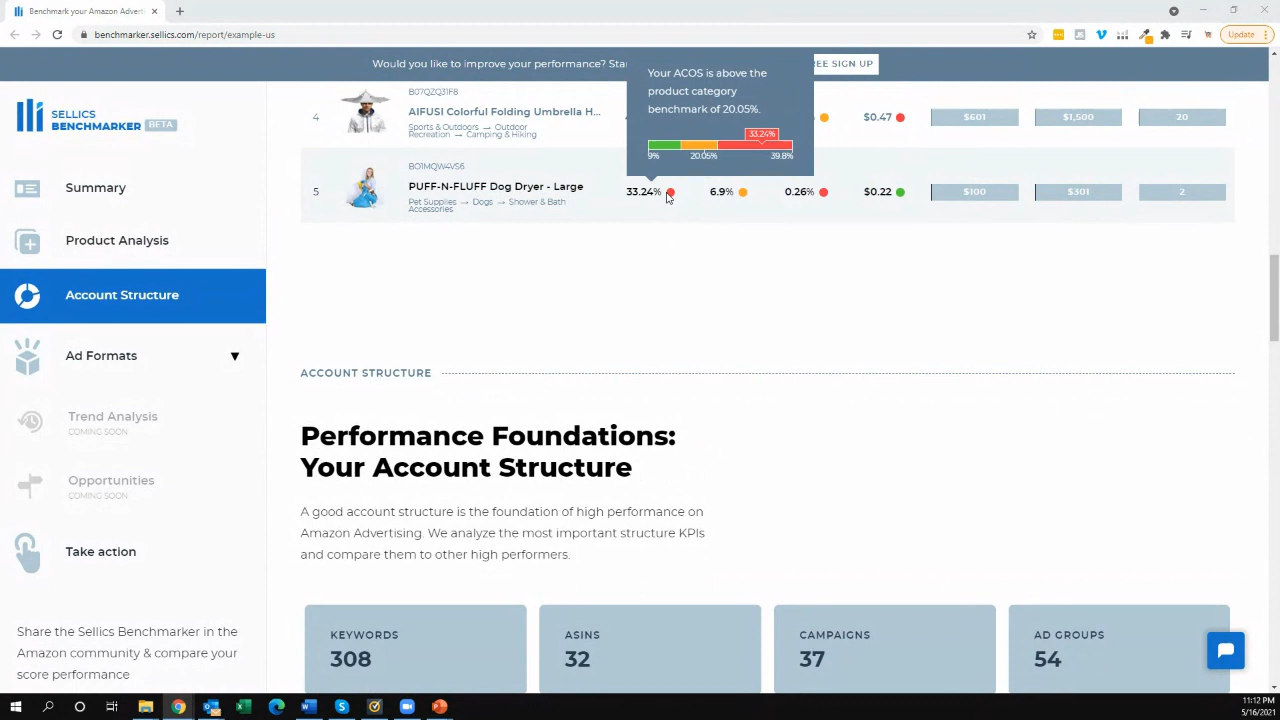 Benchmark your Amazon Adverti
benchmarker.sellics.com/report/example-us
Update
Would you like to improve your performance? Star
REE SIGN UP
Your ACOS is above the
product category
benchmark of 20.05%.
33.24%
9%
20.05%
39.8%
SELLICS
BENCHMARKER BETA
Summary
Product Analysis
Account Structure
Ad Formats
Trend Analysis
COMING SOON
Opportunities
COMING SOON
Take action
Share the Sellics Benchmarker in the
Amazon community & compare your
score performance
B07QZQ31F8
4
AIFUSI Colorful Folding Umbrella H...
Sports & Outdoors → Outdoor
Recreation → Camping & Hiking
$0.47
$601
$1,500
20
B01MQW4VS6
5
PUFF-N-FLUFF Dog Dryer - Large
Pet Supplies → Dogs → Shower & Bath
Accessories
33.24%
6.9%
0.26%
$0.22
$100
$301
2
ACCOUNT STRUCTURE
Performance Foundations:
Your Account Structure
A good account structure is the foundation of high performance on
Amazon Advertising. We analyze the most important structure KPIs
and compare them to other high performers.
KEYWORDS
308
ASINS
32
CAMPAIGNS
37
AD GROUPS
54
11:12 PM
5/16/2021